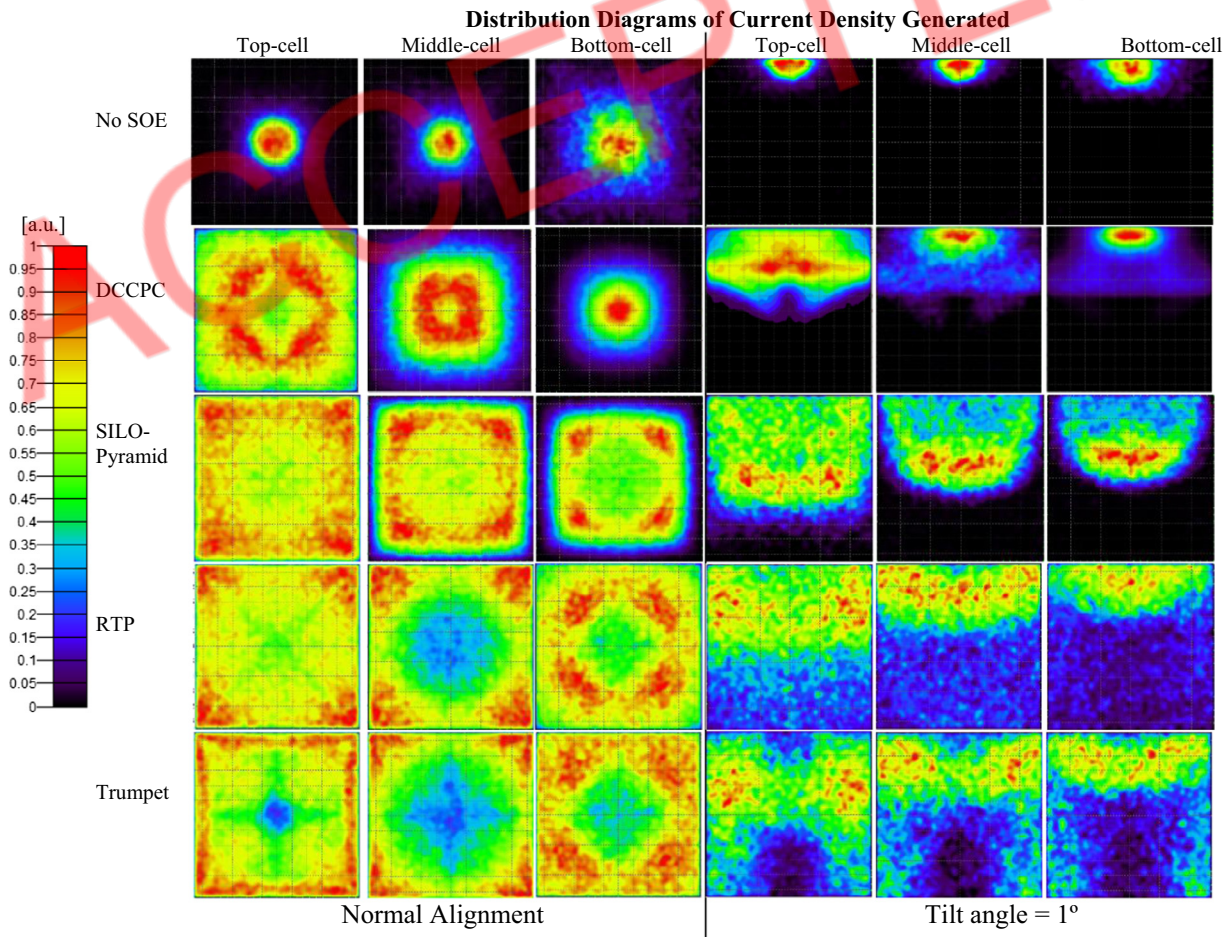 Distribution Diagrams of Current Density Generated
Top-cell Middle-cell Bottom-cell Top-cell Middle-cell Bottom-cell
No SOE
[a.u.]
1
0.95
0.9
0.85
0.8
0.75
0.7
0.65
0.6
0.55
0.5
0.45
0.4
0.35
0.3
0.25
0.2
0.15
0.1
0.05
0
DCCPC
SILO-
Pyramid
RTP
Trumpet
Normal Alignment Tilt angle = 1º
ACCEPTE